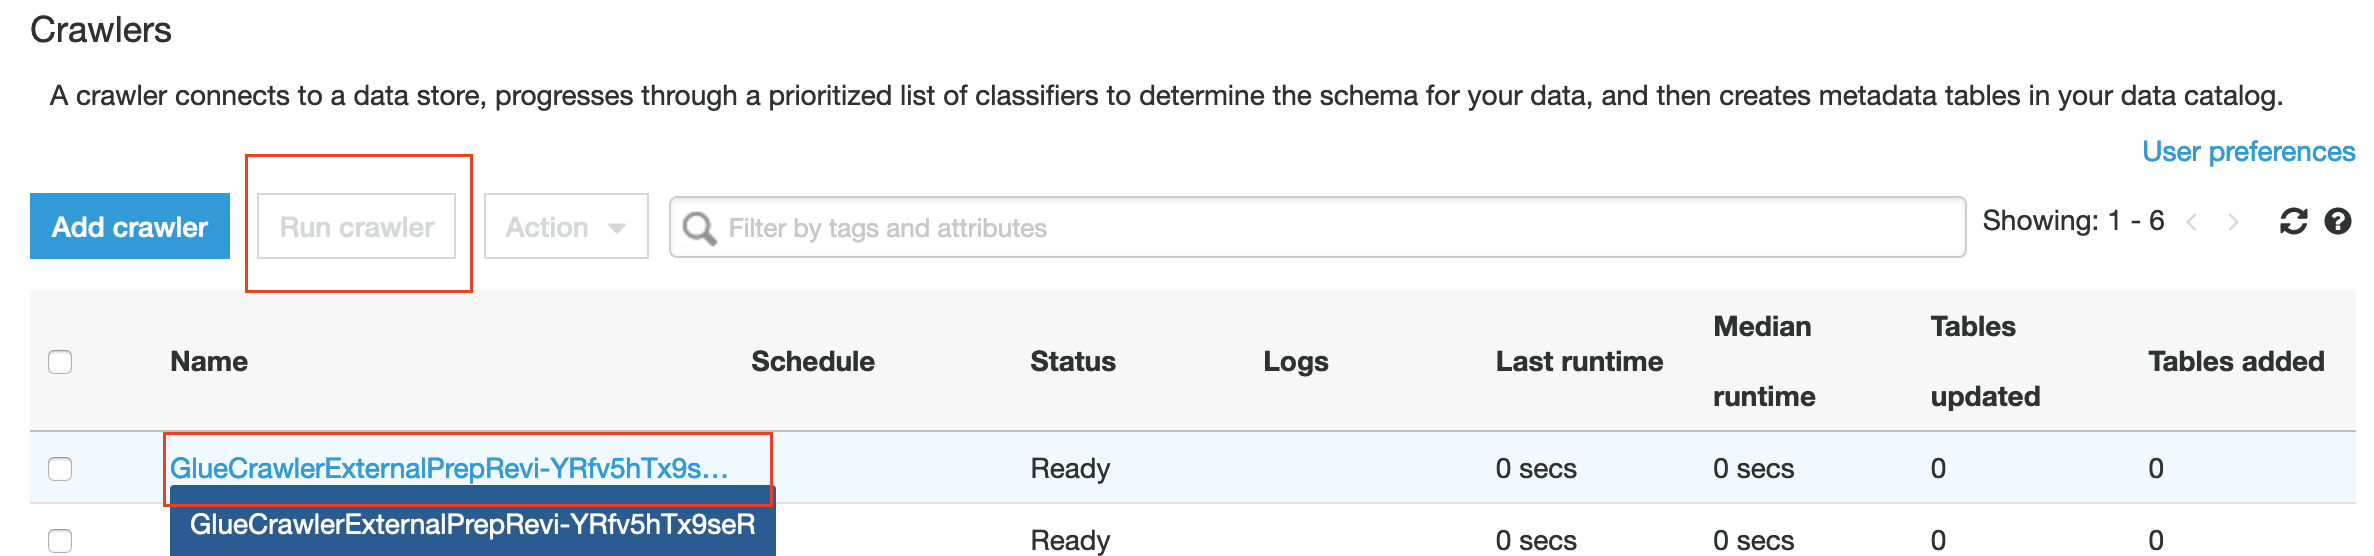 Crawlers
A crawler connects to a data store, progresses through a prioritized list of classifiers to determine the schema for your data, and then creates metadata tables in your data catalog.
User preferences
Add crawler Run crawler Action Filter by tags and attributes Showing: 1 - 6
Name Schedule Status Logs Last runtime Median runtime Tables updated Tables added
GlueCrawlerExternalPrepRevi-YRfv5hTx9s... Ready 0 secs 0 secs 0 0
GlueCrawlerExternalPrepRevi-YRfv5hTx9seR
Ready 0 secs 0 secs 0 0